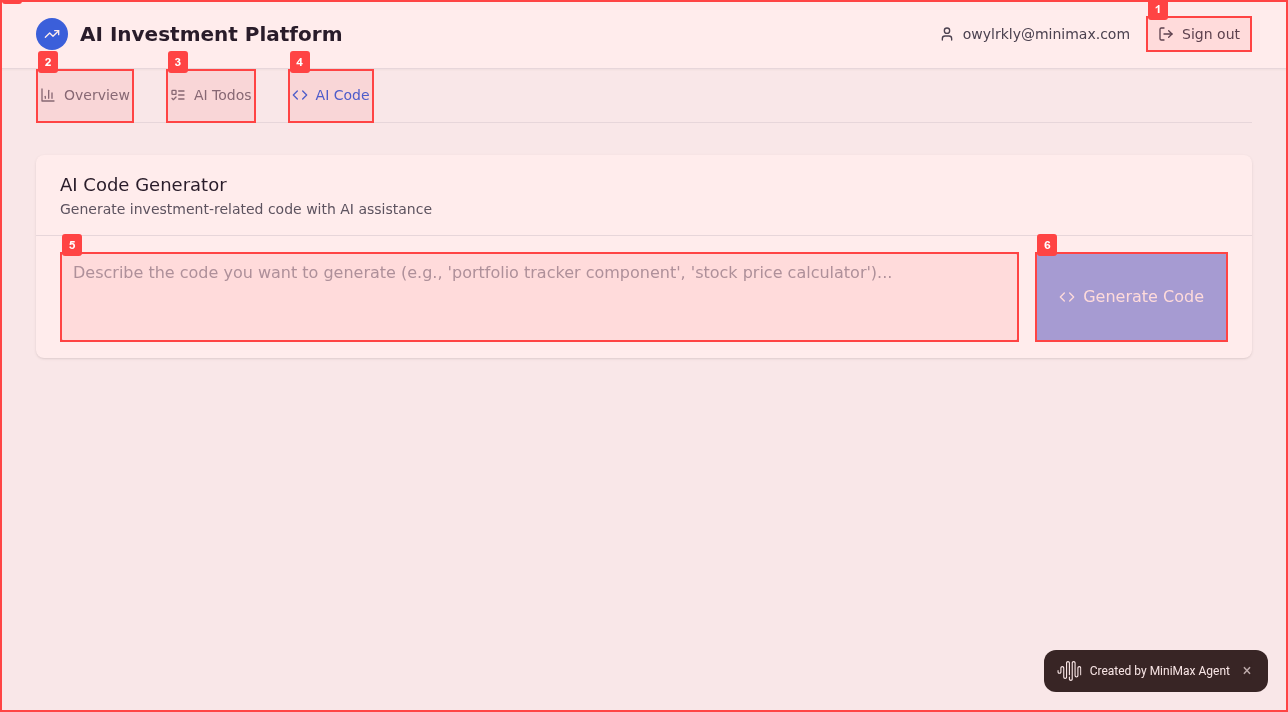 AI Investment Platform
owylrkly@minimax.com
1
Sign out
2
Overview
3
AI Todos
4
AI Code
AI Code Generator
Generate investment-related code with AI assistance
5
Describe the code you want to generate (e.g., 'portfolio tracker component', 'stock price calculator')...
6
Generate Code
Created by MiniMax Agent ×